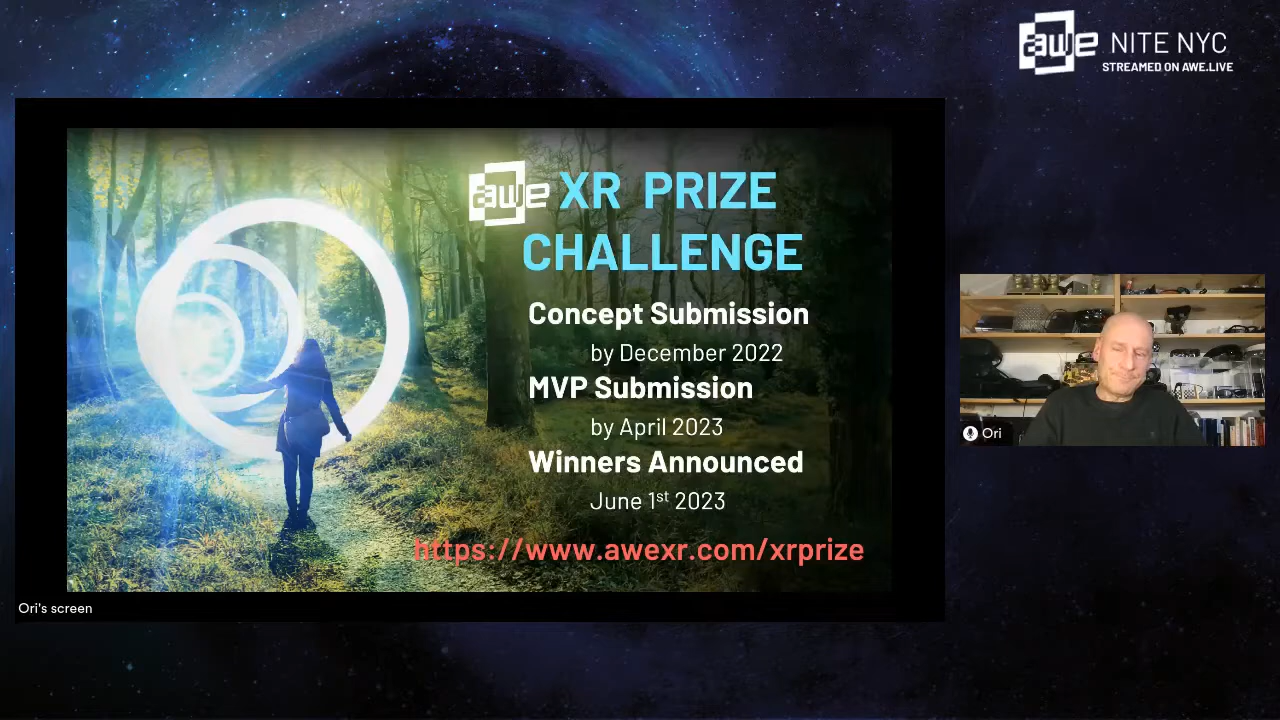 awe NITE NYC
STREAMED ON AWE.LIVE
awe XR PRIZE
CHALLENGE
Concept Submission
by December 2022
MVP Submission
by April 2023
Winners Announced
June 1st 2023
https://www.awexr.com/xrprize
Ori
Ori's screen